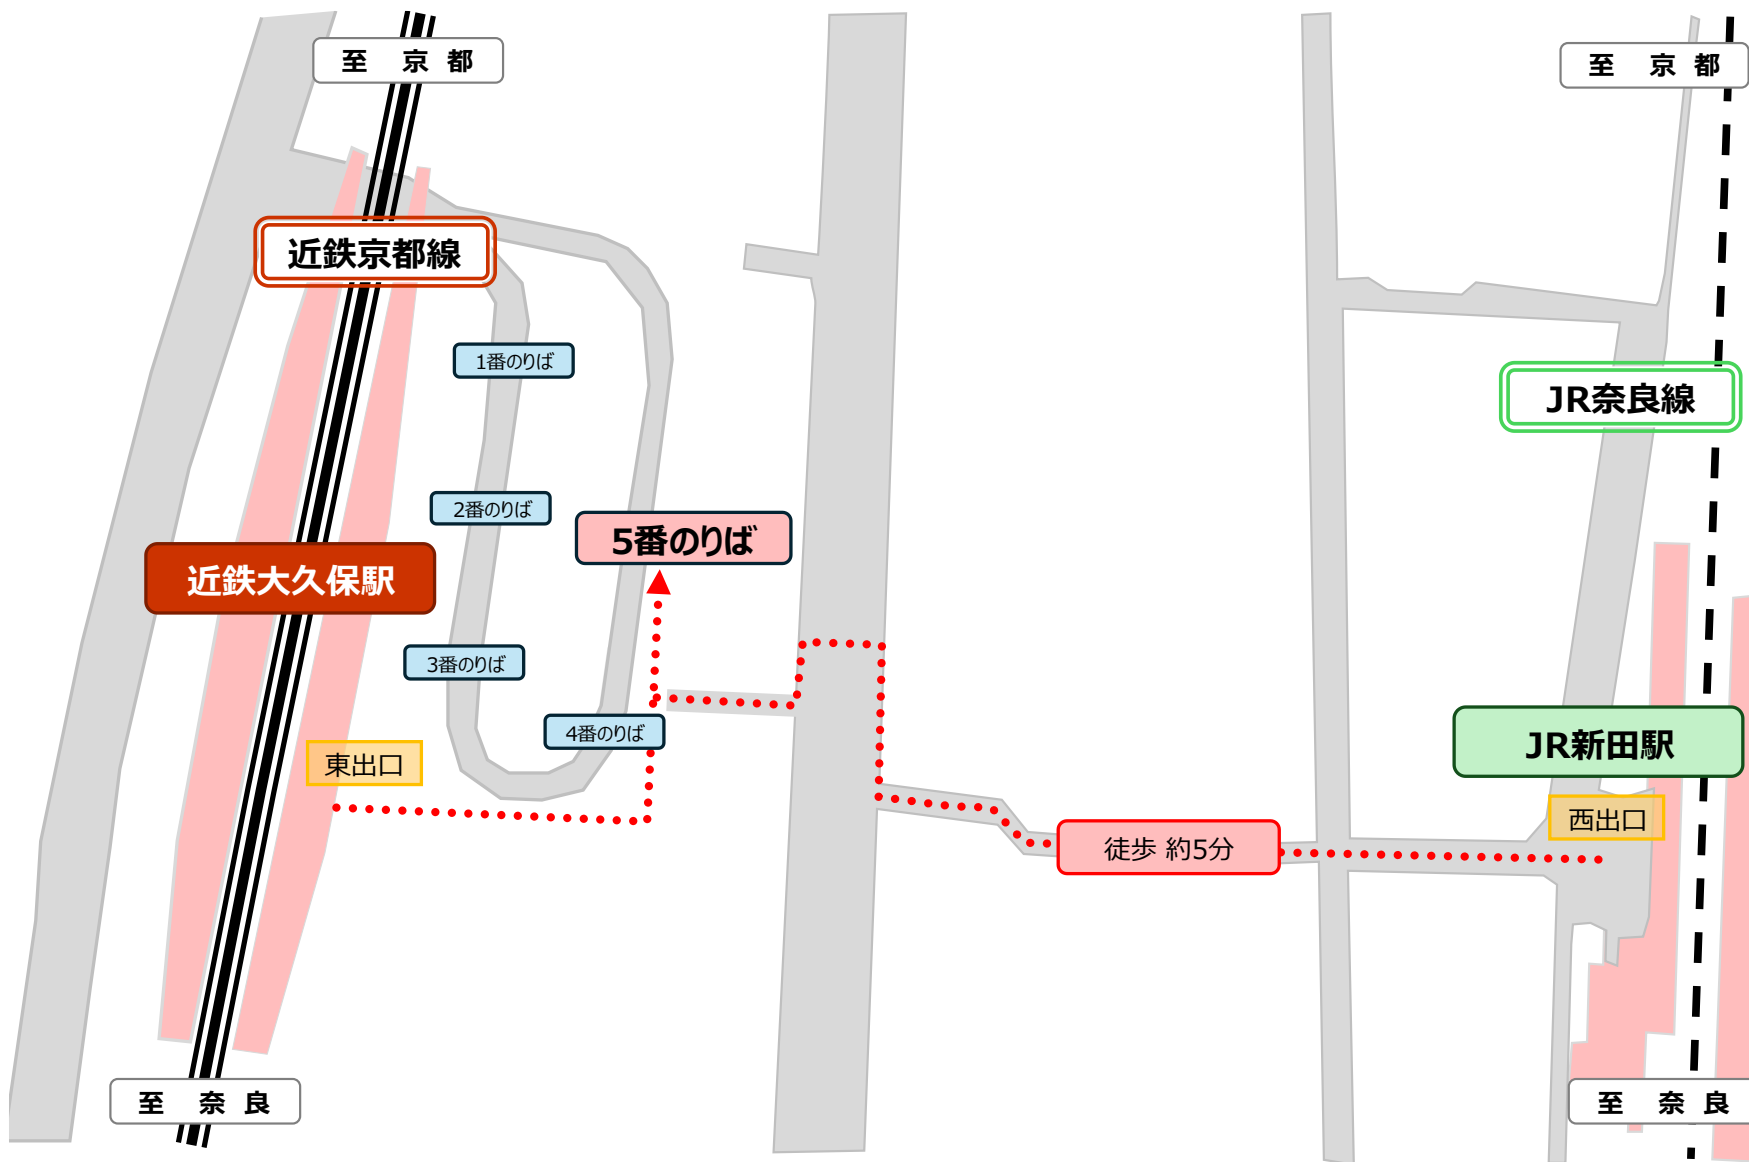 至 京 都
至 京 都
近鉄京都線
1番のりば
JR奈良線
2番のりば
5番のりば
近鉄大久保駅
3番のりば
4番のりば
JR新田駅
東出口
西出口
徒歩 約5分
至 奈 良
至 奈 良